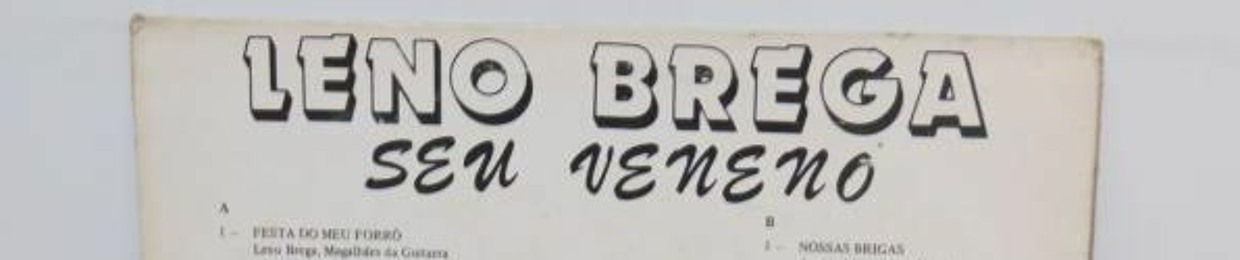 LENO BREGA
SEU VENENO
A
1 – FESTA DO MEU FORRÓ
Leno Brega, Magalhães da Guitarra
B
1 – NOSSAS BRIGAS